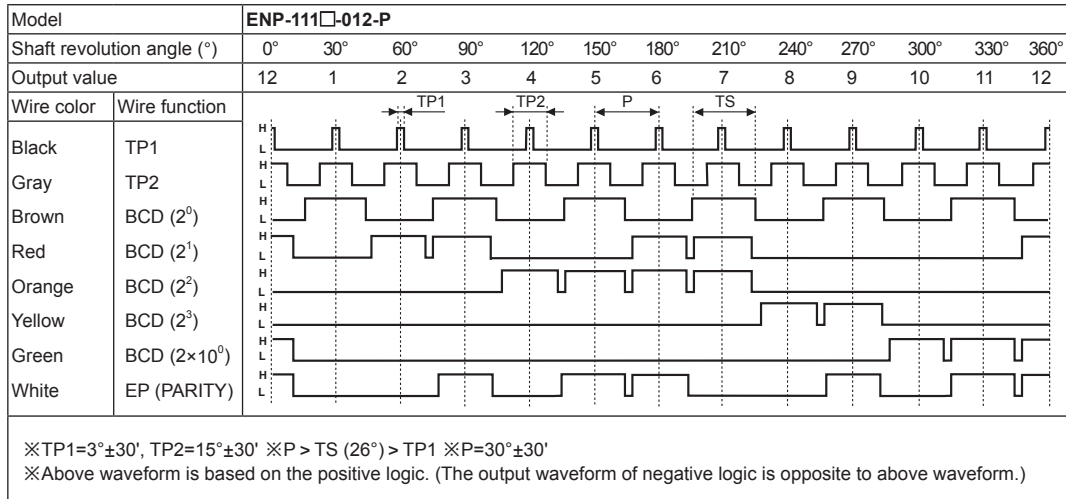 Model ENP-111□-012-P
Shaft revolution angle (°) 0° 30° 60° 90° 120° 150° 180° 210° 240° 270° 300° 330° 360°
Output value 12 1 2 3 4 5 6 7 8 9 10 11 12
Wire color Wire function TP1 TP2 P TS
Black TP1 H L
Gray TP2 H L
Brown BCD (2⁰) H L
Red BCD (2¹) H L
Orange BCD (2²) H L
Yellow BCD (2³) H L
Green BCD (2×10⁰) H L
White EP (PARITY) H L
※TP1=3°±30', TP2=15°±30' ※P > TS (26°) > TP1 ※P=30°±30'
※Above waveform is based on the positive logic. (The output waveform of negative logic is opposite to above waveform.)